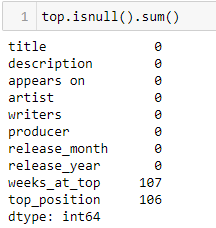 1 top.isnull().sum()
title 0
description 0
appears on 0
artist 0
writers 0
producer 0
release_month 0
release_year 0
weeks_at_top 107
top_position 106
dtype: int64